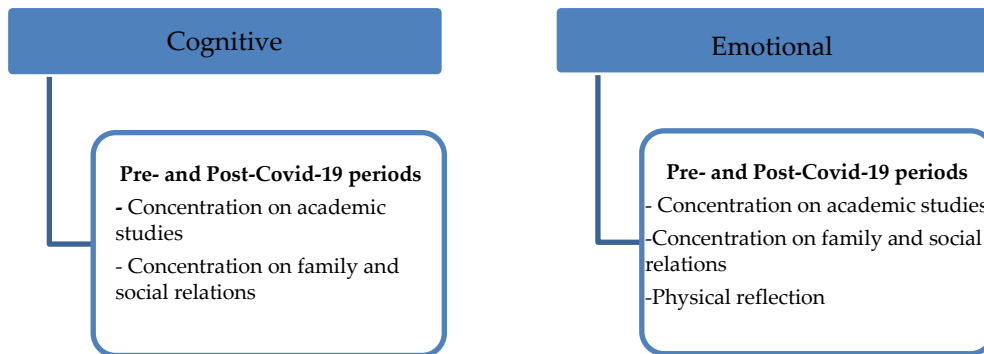 Cognitive
Pre- and Post-Covid-19 periods
- Concentration on academic
studies
- Concentration on family and
social relations
Emotional
Pre- and Post-Covid-19 periods
- Concentration on academic studies
-Concentration on family and social
relations
-Physical reflection